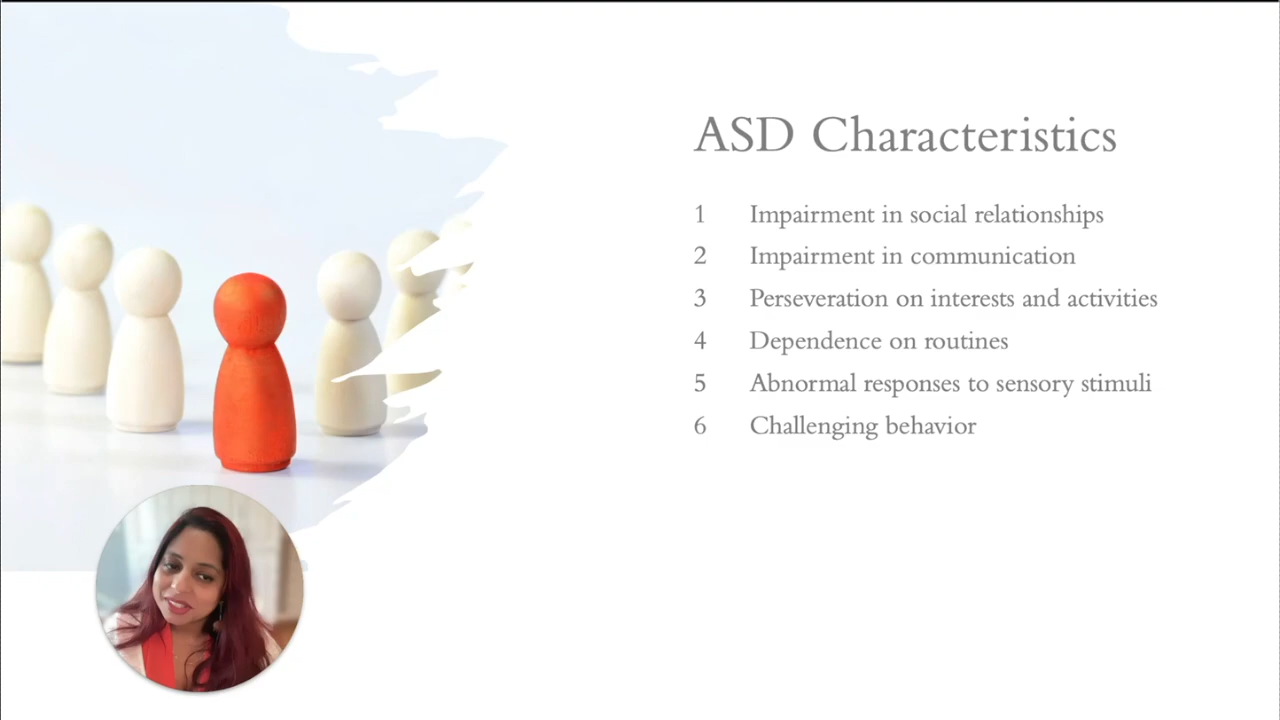 ASD Characteristics
1 Impairment in social relationships
2 Impairment in communication
3 Perseveration on interests and activities
4 Dependence on routines
5 Abnormal responses to sensory stimuli
6 Challenging behavior